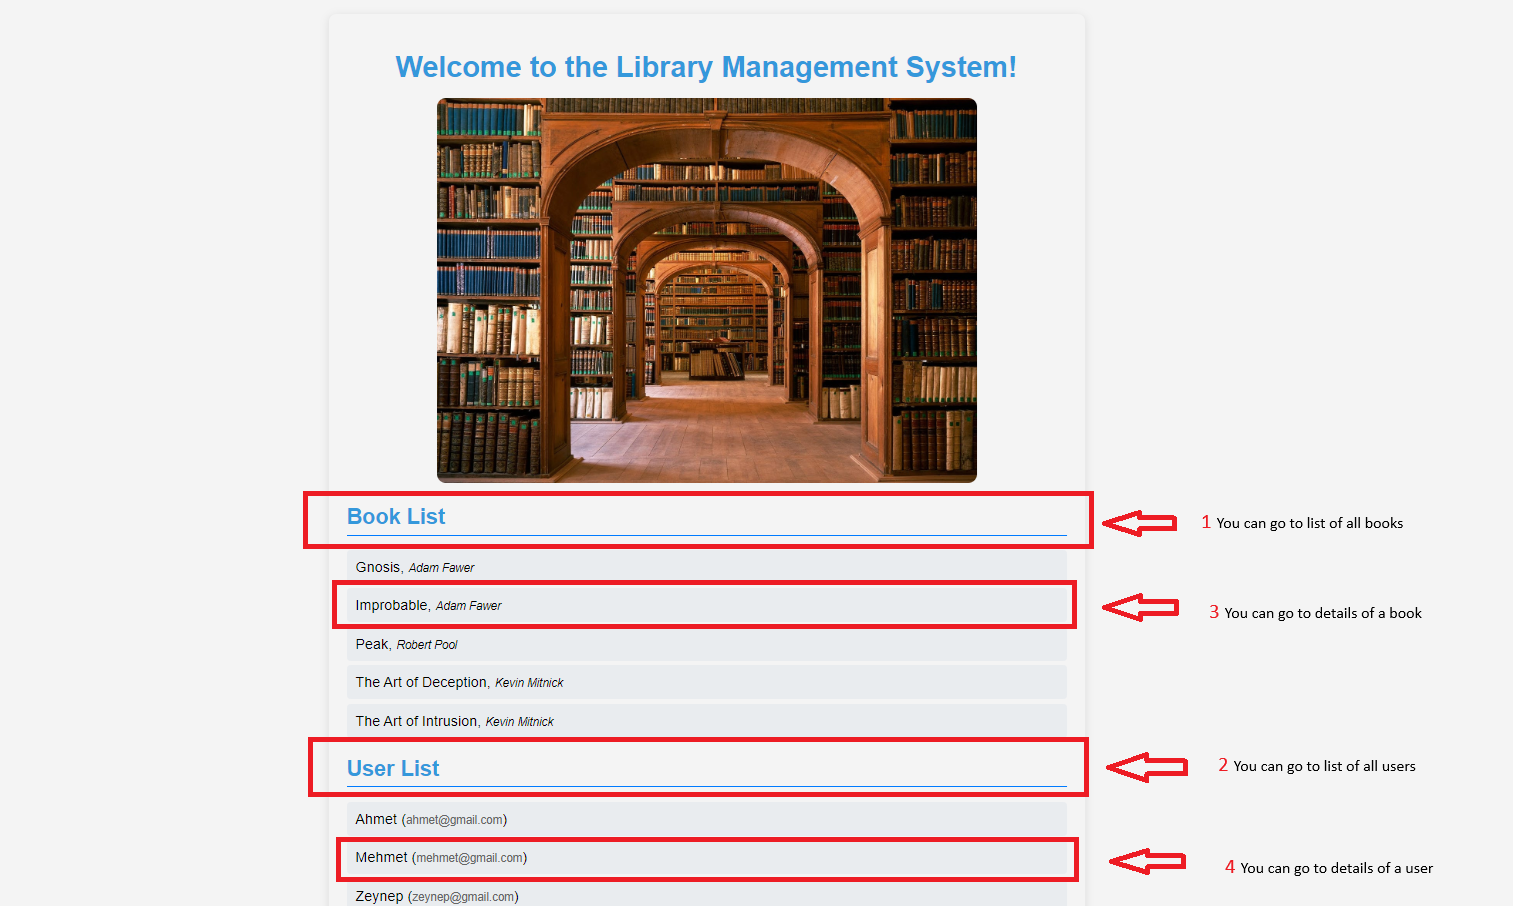 Welcome to the Library Management System!
Book List
1 You can go to list of all books
Gnosis, Adam Fawer
Improbable, Adam Fawer
3 You can go to details of a book
Peak, Robert Pool
The Art of Deception, Kevin Mitnick
The Art of Intrusion, Kevin Mitnick
User List
2 You can go to list of all users
Ahmet (ahmet@gmail.com)
Mehmet (mehmet@gmail.com)
4 You can go to details of a user
Zeynep (zeynep@gmail.com)